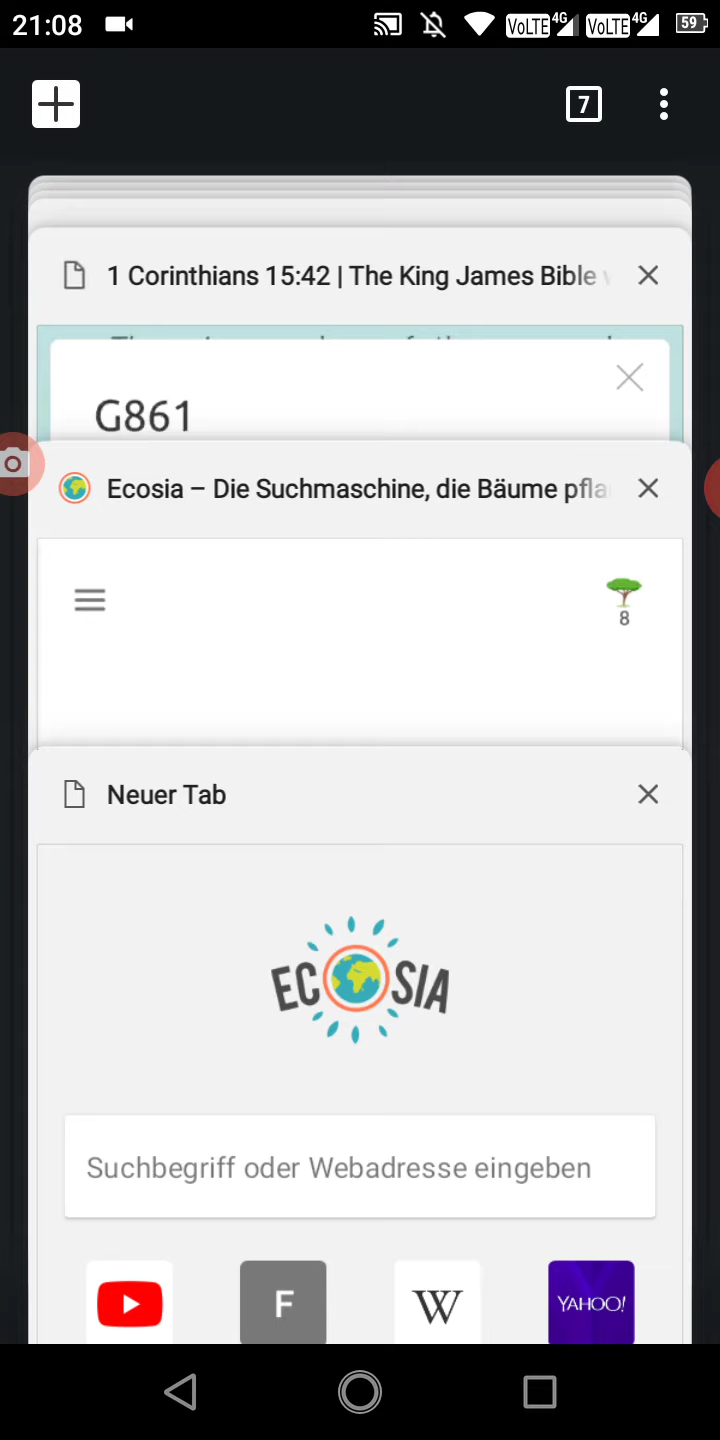 21:08
VoLTE 4G VoLTE 4G 59
7
1 Corinthians 15:42 | The King James Bible
G861
Ecosia – Die Suchmaschine, die Bäume pfla
8
Neuer Tab
ECOSIA
Suchbegriff oder Webadresse eingeben
F W YAHOO!